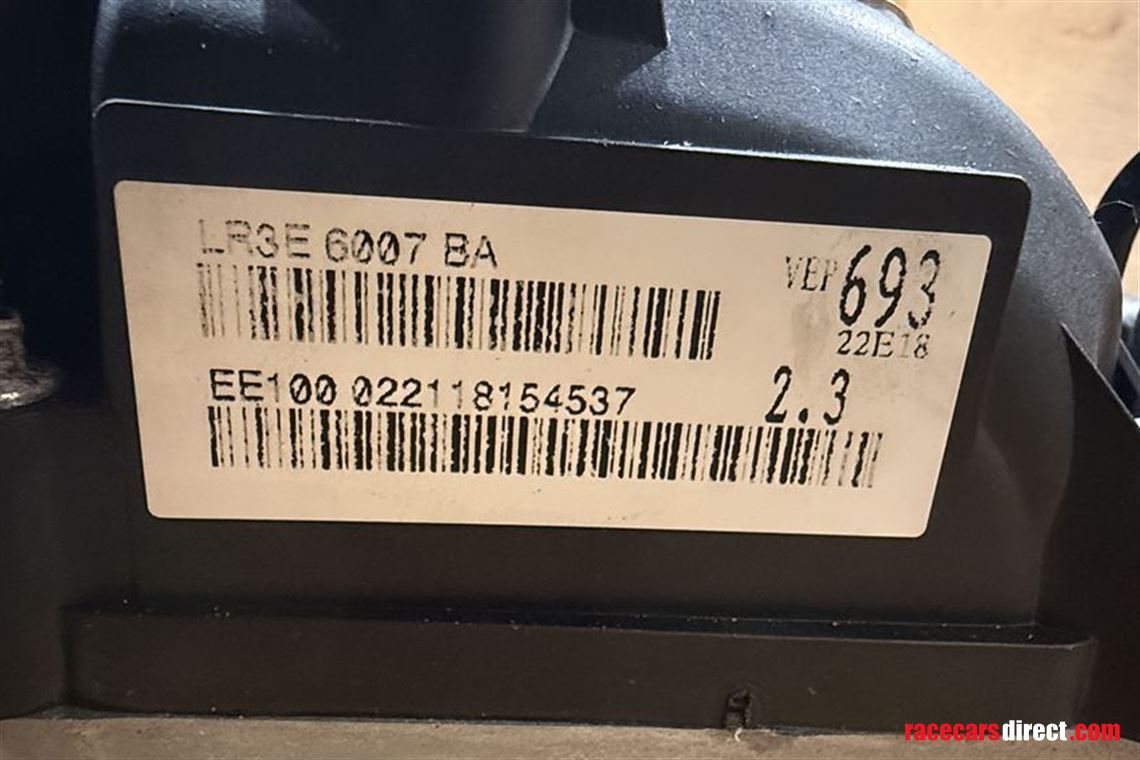 LR3E 6007 BA
VEP 693
22E18
EE100 022118154537
2.3
racecarsdirect.com